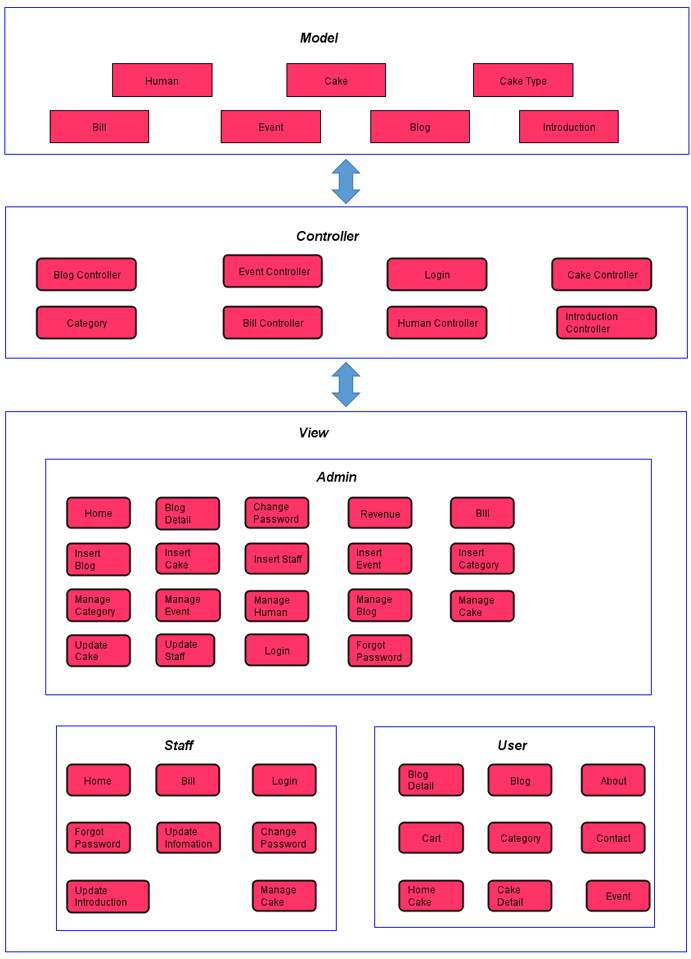 Model
Human
Cake
Cake Type
Bill
Event
Blog
Introduction
Controller
Blog Controller
Event Controller
Login
Cake Controller
Category
Bill Controller
Human Controller
Introduction
Controller
View
Admin
Home
Blog
Detail
Change
Password
Revenue
Bill
Insert
Blog
Insert
Cake
Insert Staff
Insert
Event
Insert
Category
Manage
Category
Manage
Event
Manage
Human
Manage
Blog
Manage
Cake
Update
Cake
Update
Staff
Login
Forgot
Password
Staff
Home
Bill
Login
Forgot
Password
Update
Infomation
Change
Password
Update
Introduction
Manage
Cake
User
Blog
Detail
Blog
About
Cart
Category
Contact
Home
Cake
Cake
Detail
Event